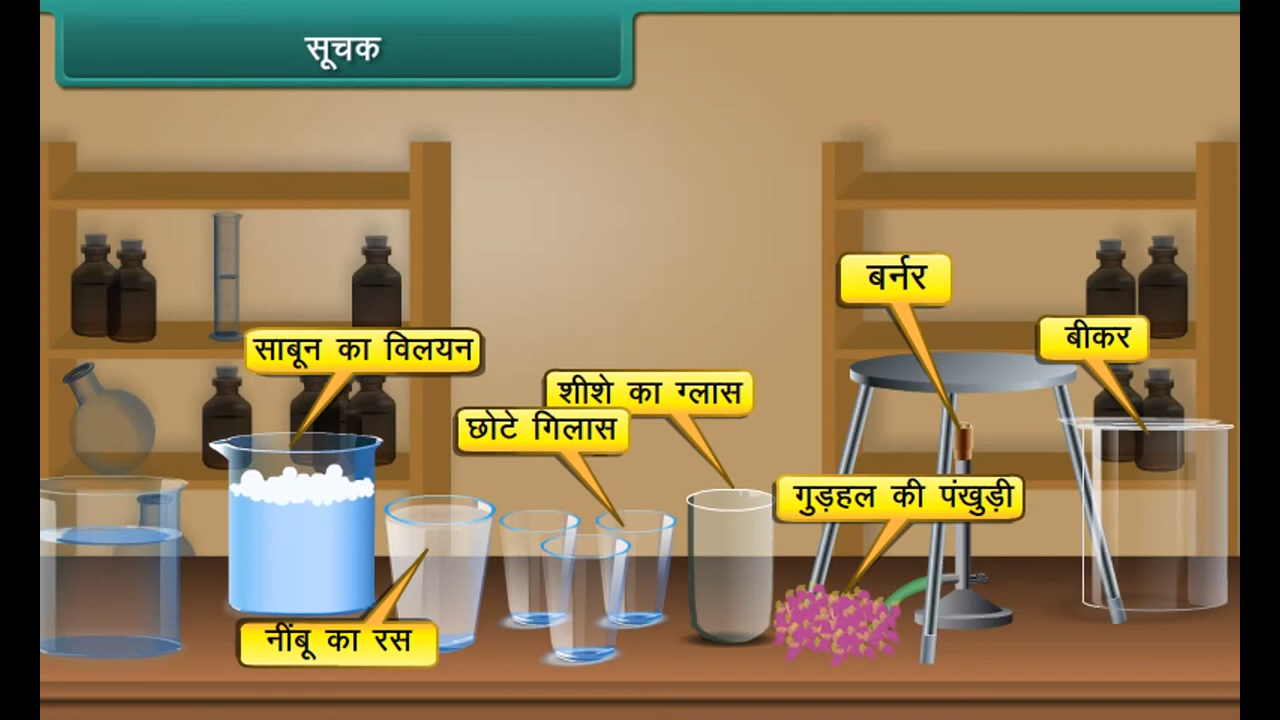 सूचक
बर्नर
बीकर
साबून का विलयन
शीशे का ग्लास
छोटे गिलास
गुड़हल की पंखुड़ी
नींबू का रस